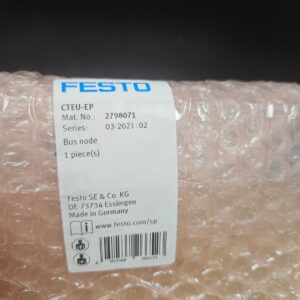 FESTO
CTEU-EP
Mat. No.: 2798071
Series: 03-2021:02
Bus node
1 piece(s)
Festo SE & Co. KG
DE-73734 Esslingen
Made in Germany
www.festo.com/sp